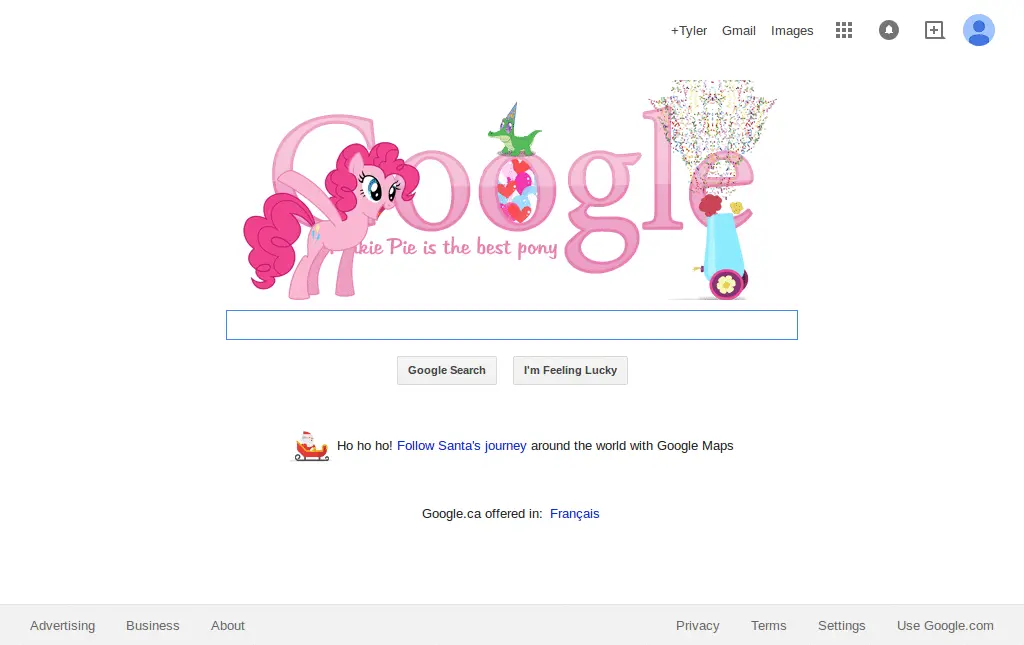 +Tyler Gmail Images
Google
kie Pie is the best pony
Google Search I'm Feeling Lucky
Ho ho ho! Follow Santa's journey around the world with Google Maps
Google.ca offered in: Français
Advertising Business About Privacy Terms Settings Use Google.com